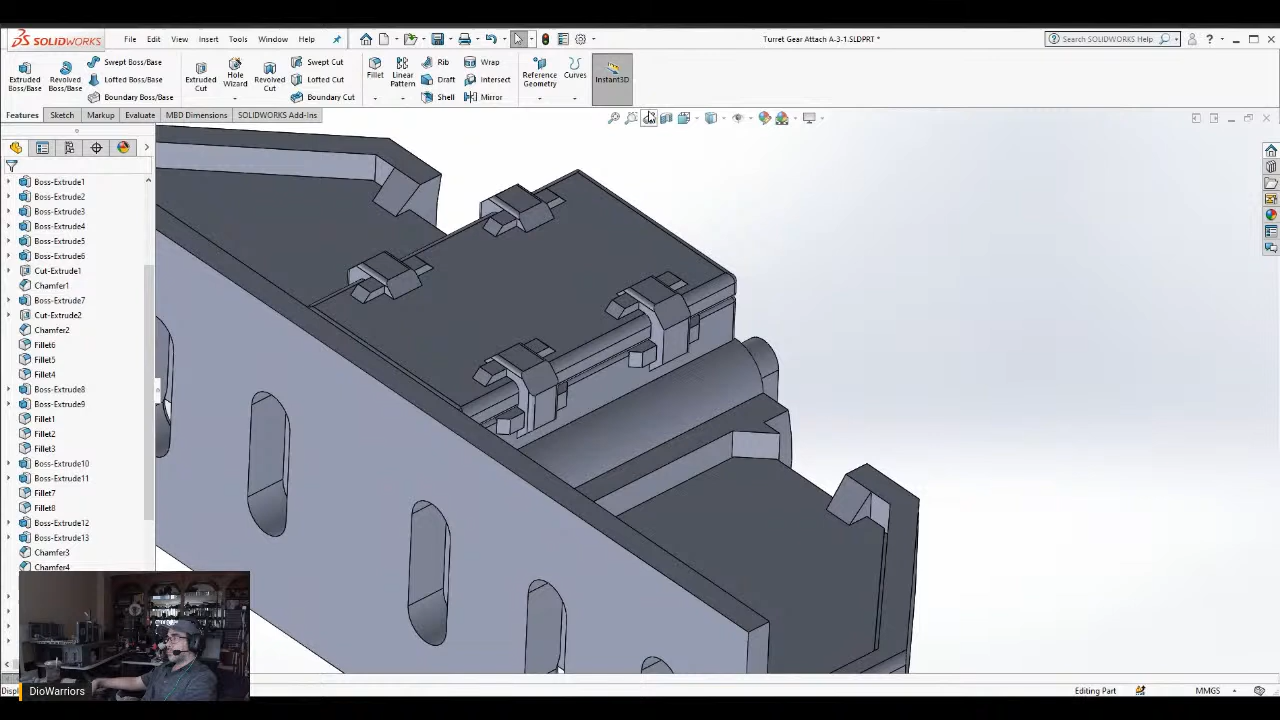 SOLIDWORKS File Edit View Insert Tools Window Help Turret Gear Attach A-3-1.SLDPRT * Search SOLIDWORKS Help
Extruded Boss/Base
Revolved Boss/Base
Swept Boss/Base
Lofted Boss/Base
Boundary Boss/Base
Extruded Cut
Hole Wizard
Revolved Cut
Swept Cut
Lofted Cut
Boundary Cut
Fillet
Linear Pattern
Rib
Draft
Shell
Wrap
Intersect
Mirror
Reference Geometry
Curves
Instant3D
Features Sketch Markup Evaluate MBD Dimensions SOLIDWORKS Add-Ins
Boss-Extrude1
Boss-Extrude2
Boss-Extrude3
Boss-Extrude4
Boss-Extrude5
Boss-Extrude6
Cut-Extrude1
Chamfer1
Boss-Extrude7
Cut-Extrude2
Chamfer2
Fillet6
Fillet5
Fillet4
Boss-Extrude8
Boss-Extrude9
Fillet1
Fillet2
Fillet3
Boss-Extrude10
Boss-Extrude11
Fillet7
Fillet8
Boss-Extrude12
Boss-Extrude13
Chamfer3
Chamfer4
DioWarriors
Editing Part MMGS